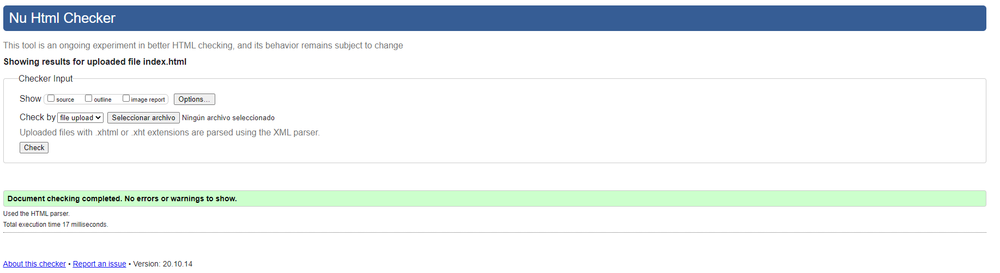 Nu Html Checker
This tool is an ongoing experiment in better HTML checking, and its behavior remains subject to change
Showing results for uploaded file index.html
Checker Input
Show source outline image report Options...
Check by file upload Seleccionar archivo Ningún archivo seleccionado
Uploaded files with .xhtml or .xht extensions are parsed using the XML parser.
Check
Document checking completed. No errors or warnings to show.
Used the HTML parser.
Total execution time 17 milliseconds.
About this checker • Report an issue • Version: 20.10.14